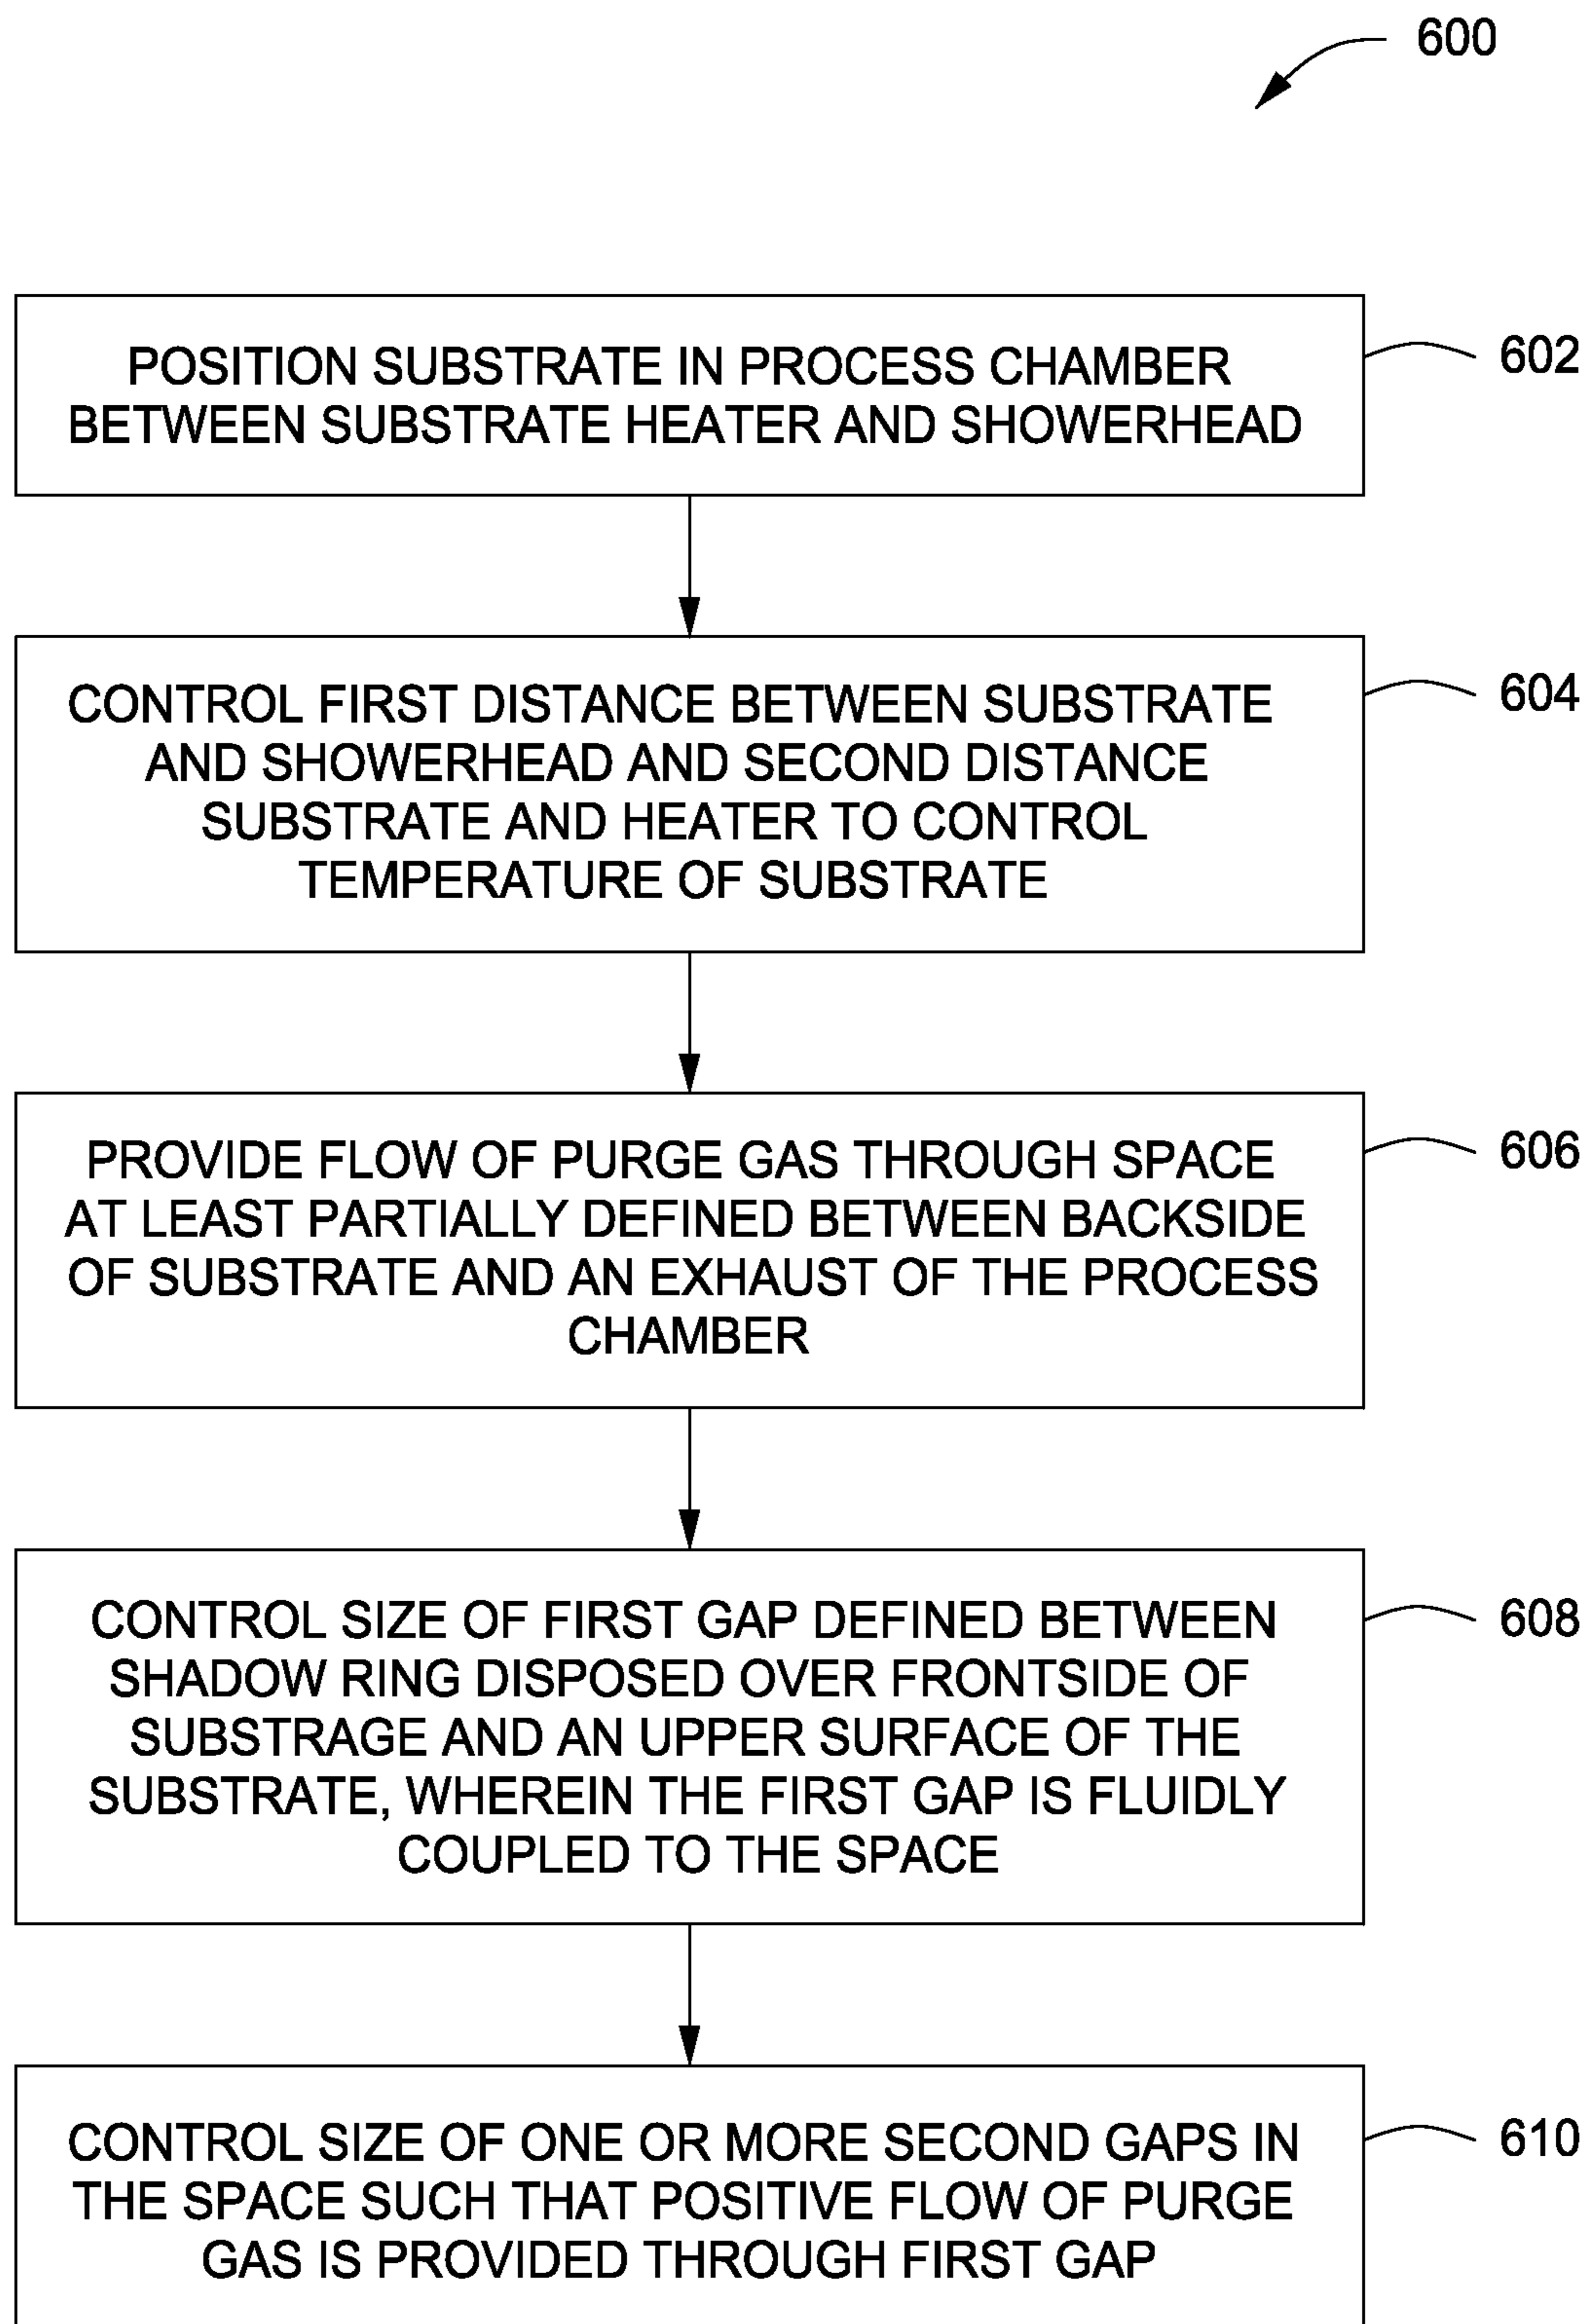 600
POSITION SUBSTRATE IN PROCESS CHAMBER
BETWEEN SUBSTRATE HEATER AND SHOWERHEAD
602
CONTROL FIRST DISTANCE BETWEEN SUBSTRATE
AND SHOWERHEAD AND SECOND DISTANCE
SUBSTRATE AND HEATER TO CONTROL
TEMPERATURE OF SUBSTRATE
604
PROVIDE FLOW OF PURGE GAS THROUGH SPACE
AT LEAST PARTIALLY DEFINED BETWEEN BACKSIDE
OF SUBSTRATE AND AN EXHAUST OF THE PROCESS
CHAMBER
606
CONTROL SIZE OF FIRST GAP DEFINED BETWEEN
SHADOW RING DISPOSED OVER FRONTSIDE OF
SUBSTRAGE AND AN UPPER SURFACE OF THE
SUBSTRATE, WHEREIN THE FIRST GAP IS FLUIDLY
COUPLED TO THE SPACE
608
CONTROL SIZE OF ONE OR MORE SECOND GAPS IN
THE SPACE SUCH THAT POSITIVE FLOW OF PURGE
GAS IS PROVIDED THROUGH FIRST GAP
610